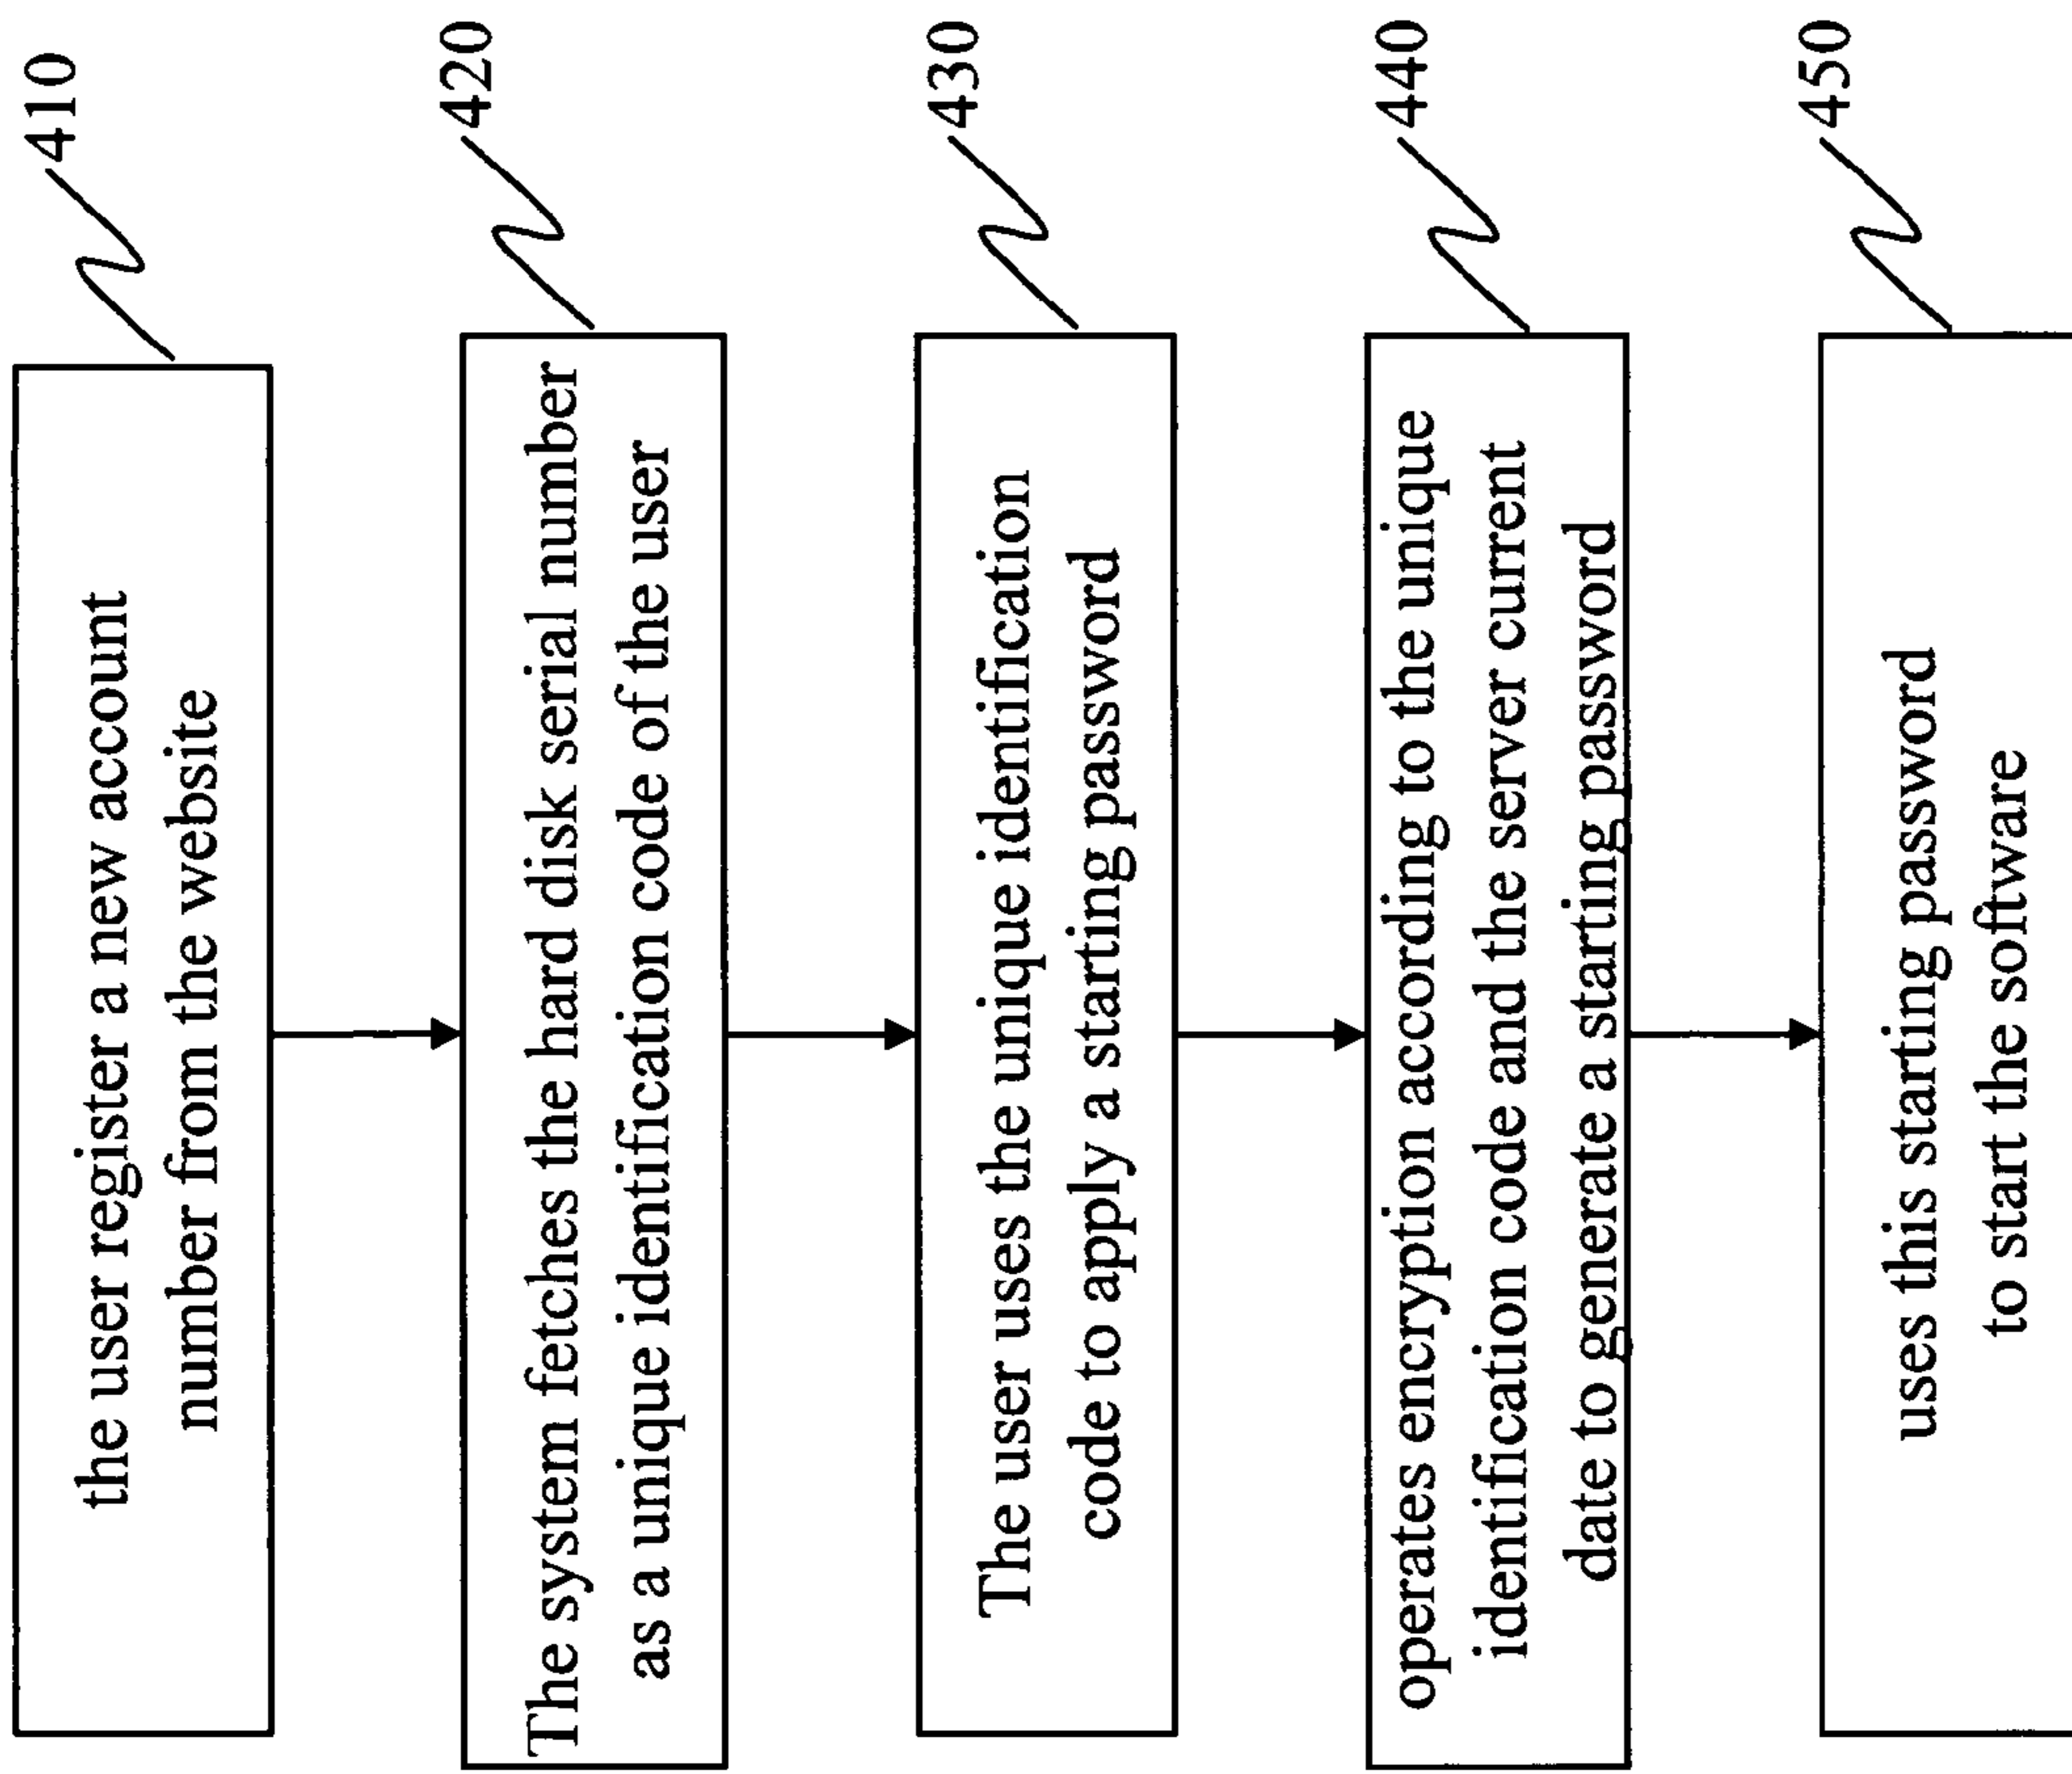 410
the user register a new account
number from the website
420
The system fetches the hard disk serial number
as a unique identification code of the user
430
The user uses the unique identification
code to apply a starting password
440
operates encryption according to the unique
identification code and the server current
date to generate a starting password
450
uses this starting password
to start the software